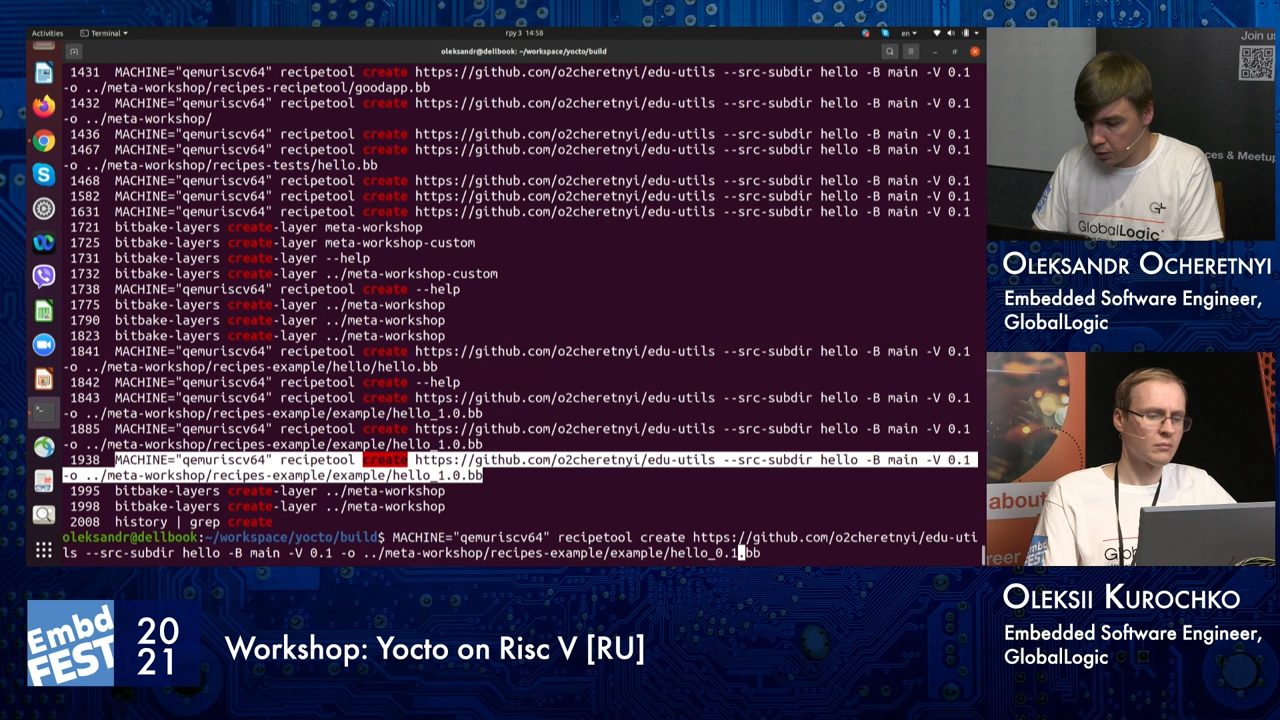 Activities
Terminal
гру 3 14:58
en
oleksandr@dellbook: ~/workspace/yocto/build
1431 MACHINE="qemuriscv64" recipetool create https://github.com/o2cheretnyi/edu-utils --src-subdir hello -B main -V 0.1
-o ../meta-workshop/recipes-recipetool/goodapp.bb
1432 MACHINE="qemuriscv64" recipetool create https://github.com/o2cheretnyi/edu-utils --src-subdir hello -B main -V 0.1
-o ../meta-workshop/
1436 MACHINE="qemuriscv64" recipetool create https://github.com/o2cheretnyi/edu-utils --src-subdir hello -B main -V 0.1
1467 MACHINE="qemuriscv64" recipetool create https://github.com/o2cheretnyi/edu-utils --src-subdir hello -B main -V 0.1
-o ../meta-workshop/recipes-tests/hello.bb
1468 MACHINE="qemuriscv64" recipetool create https://github.com/o2cheretnyi/edu-utils --src-subdir hello -B main -V 0.1
1582 MACHINE="qemuriscv64" recipetool create https://github.com/o2cheretnyi/edu-utils --src-subdir hello -B main -V 0.1
1631 MACHINE="qemuriscv64" recipetool create https://github.com/o2cheretnyi/edu-utils --src-subdir hello -B main -V 0.1
1721 bitbake-layers create-layer meta-workshop
1725 bitbake-layers create-layer meta-workshop-custom
1731 bitbake-layers create-layer --help
1732 bitbake-layers create-layer ../meta-workshop-custom
1738 MACHINE="qemuriscv64" recipetool create --help
1775 bitbake-layers create-layer ../meta-workshop
1790 bitbake-layers create-layer ../meta-workshop
1823 bitbake-layers create-layer ../meta-workshop
1841 MACHINE="qemuriscv64" recipetool create https://github.com/o2cheretnyi/edu-utils --src-subdir hello -B main -V 0.1
-o ../meta-workshop/recipes-example/hello/hello.bb
1842 MACHINE="qemuriscv64" recipetool create --help
1843 MACHINE="qemuriscv64" recipetool create https://github.com/o2cheretnyi/edu-utils --src-subdir hello -B main -V 0.1
-o ../meta-workshop/recipes-example/example/hello_1.0.bb
1885 MACHINE="qemuriscv64" recipetool create https://github.com/o2cheretnyi/edu-utils --src-subdir hello -B main -V 0.1
-o ../meta-workshop/recipes-example/example/hello_1.0.bb
1938 MACHINE="qemuriscv64" recipetool create https://github.com/o2cheretnyi/edu-utils --src-subdir hello -B main -V 0.1
-o ../meta-workshop/recipes-example/example/hello_1.0.bb
1995 bitbake-layers create-layer ../meta-workshop
1998 bitbake-layers create-layer ../meta-workshop
2008 history | grep create
oleksandr@dellbook:~/workspace/yocto/build$ MACHINE="qemuriscv64" recipetool create https://github.com/o2cheretnyi/edu-uti
ls --src-subdir hello -B main -V 0.1 -o ../meta-workshop/recipes-example/example/hello_0.1.bb
Join us
ces & Meetup
GlobalLogic
Oleksandr Ocheretnyi
Embedded Software Engineer,
GlobalLogic
about
Oleksii Kurochko
Embedded Software Engineer,
GlobalLogic
Embd
FEST
20
21
Workshop: Yocto on Risc V [RU]